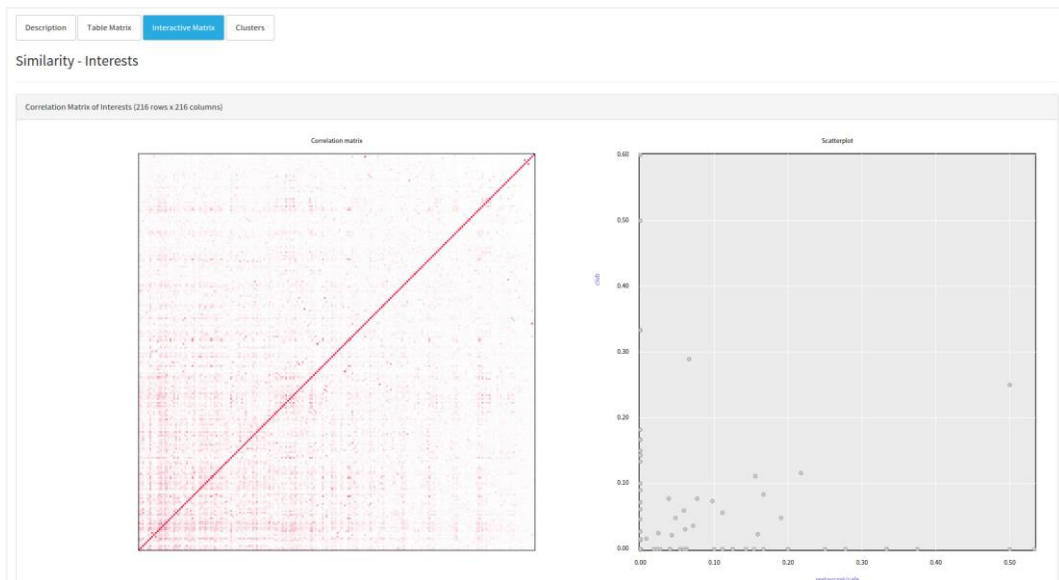 Description Table Matrix Interactive Matrix Clusters
Similarity - Interests
Correlation Matrix of Interests (216 rows x 216 columns)
Correlation matrix
Scatterplot
0.60
0.50
0.40
club
0.30
0.20
0.10
0.00
0.00 0.10 0.20 0.30 0.40 0.50